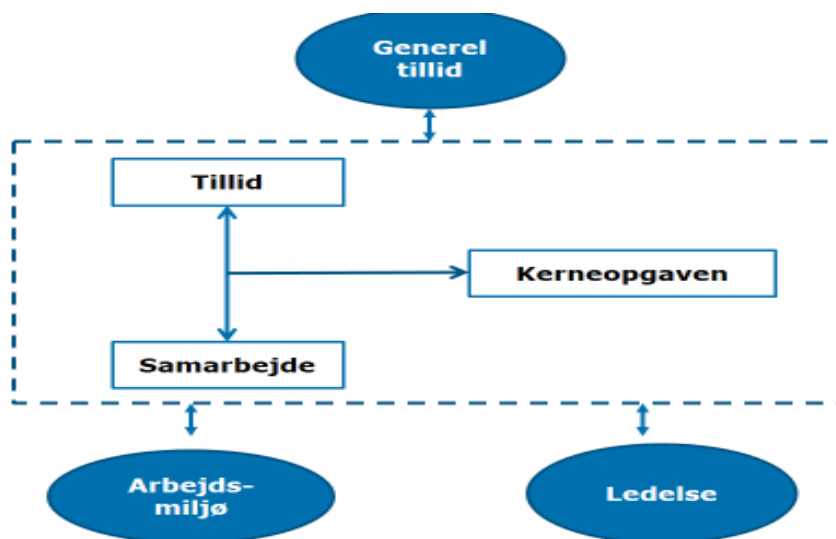 Generel
tillid
Tillid
Kerneopgaven
Samarbejde
Arbejds-
miljø
Ledelse